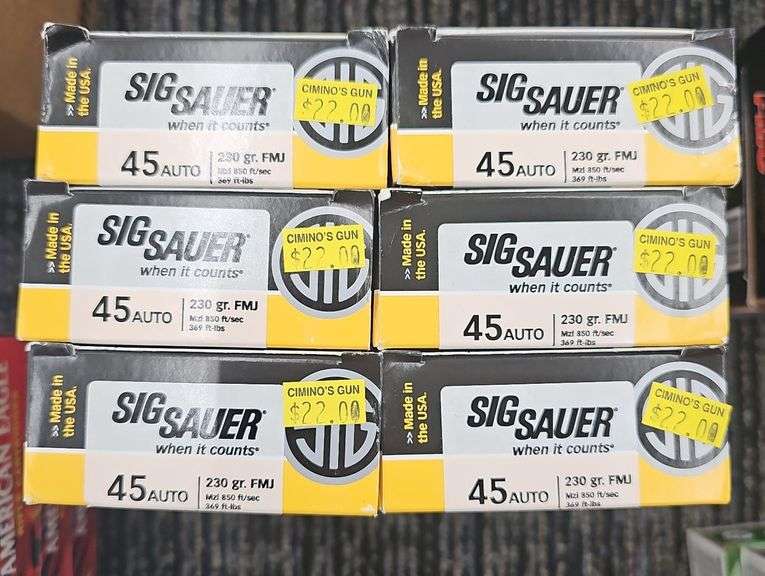 >> Made in
the USA.
SIG SAUER
when it counts®
CIMINO'S GUN
$22.00
45 AUTO
230 gr. FMJ
Mzl 850 ft/sec
369 ft-lbs
>> Made in
the USA.
SIG SAUER
when it counts®
CIMINO'S GUN
$22.00
45 AUTO
230 gr. FMJ
Mzl 850 ft/sec
369 ft-lbs
>> Made in
the USA.
SIG SAUER®
when it counts®
CIMINO'S GUN
$22.00
45 AUTO
230 gr. FMJ
Mzl 850 ft/sec
369 ft-lbs
>> Made in
the USA.
SIG SAUER®
when it counts®
CIMINO'S GUN
$22.00
45 AUTO
230 gr. FMJ
Mzl 850 ft/sec
369 ft-lbs
>> Made in
the USA.
SIG SAUER®
when it counts®
CIMINO'S GUN
$22.00
SIG
45 AUTO
230 gr. FMJ
Mzl 850 ft/sec
369 ft-lbs
>> Made in
the USA.
SIG SAUER®
when it counts®
CIMINO'S GUN
$22.00
45 AUTO
230 gr. FMJ
Mzl 850 ft/sec
369 ft-lbs
AMERICAN EAGLE